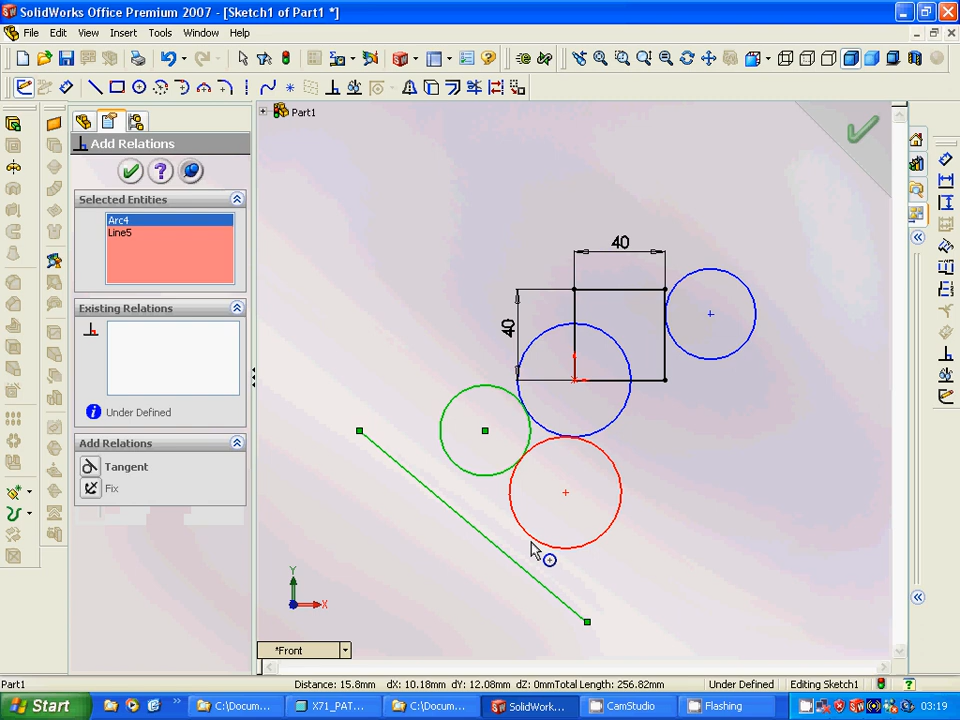 SolidWorks Office Premium 2007 - [Sketch1 of Part1 *]
File Edit View Insert Tools Window Help
Add Relations
Selected Entities
Arc4
Line5
Existing Relations
Under Defined
Add Relations
Tangent
Fix
Part1
40
40
Y
X
*Front
Part1
Distance: 15.8mm dX: 10.18mm dY: 12.08mm dZ: 0mmTotal Length: 256.82mm Under Defined Editing Sketch1
Start
C:\Docum...
X71_PAT...
C:\Docum...
SolidWork...
CamStudio
Flashing
03:19